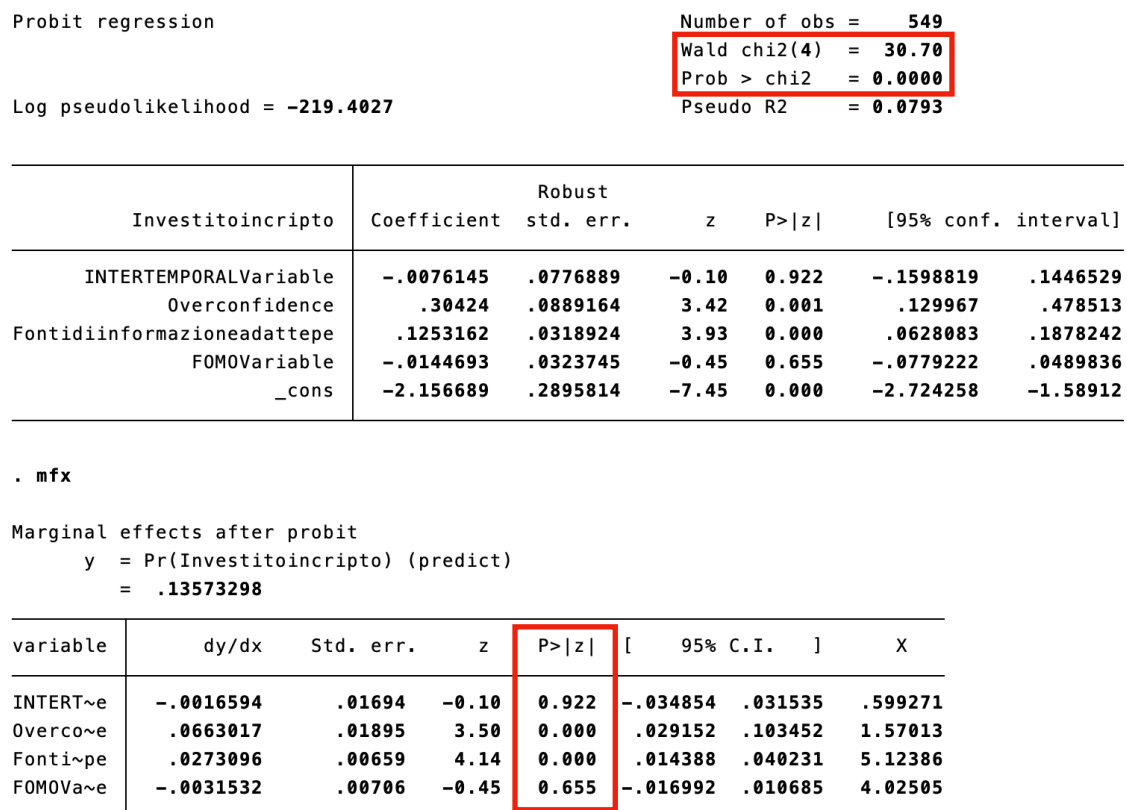 Probit regression Number of obs = 549
Wald chi2(4) = 30.70
Prob > chi2 = 0.0000
Log pseudolikelihood = -219.4027 Pseudo R2 = 0.0793
Robust
Investitoincripto Coefficient std. err. z P>|z| [95% conf. interval]
INTERTEMPORALVariable -.0076145 .0776889 -0.10 0.922 -.1598819 .1446529
Overconfidence .30424 .0889164 3.42 0.001 .129967 .478513
Fontidiinformazioneadattepe .1253162 .0318924 3.93 0.000 .0628083 .1878242
FOMOVariable -.0144693 .0323745 -0.45 0.655 -.0779222 .0489836
_cons -2.156689 .2895814 -7.45 0.000 -2.724258 -1.58912
. mfx
Marginal effects after probit
y = Pr(Investitoincripto) (predict)
= .13573298
variable dy/dx Std. err. z P>|z| [ 95% C.I. ] X
INTERT~e -.0016594 .01694 -0.10 0.922 -.034854 .031535 .599271
Overco~e .0663017 .01895 3.50 0.000 .029152 .103452 1.57013
Fonti~pe .0273096 .00659 4.14 0.000 .014388 .040231 5.12386
FOMOVa~e -.0031532 .00706 -0.45 0.655 -.016992 .010685 4.02505